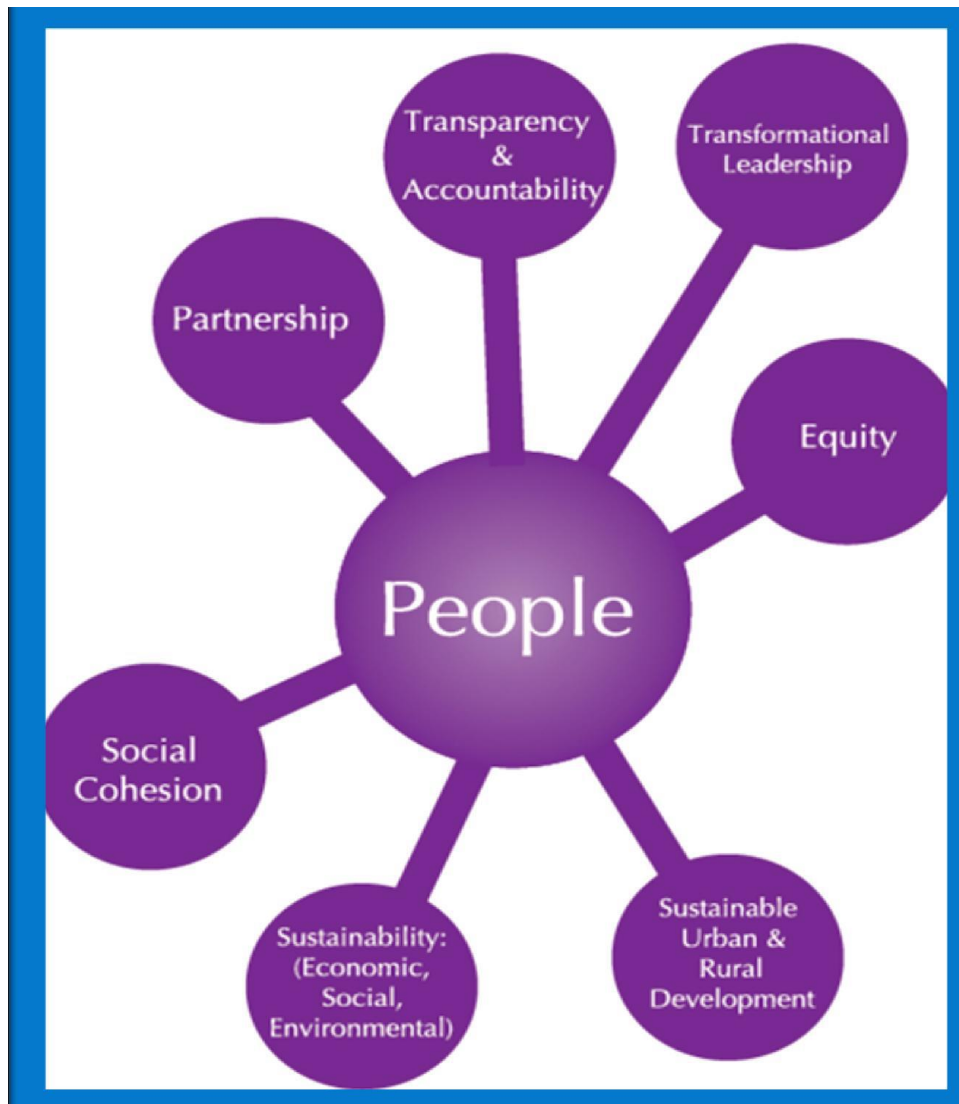 Transparency
&
Accountability
Transformational
Leadership
Partnership
Equity
People
Social
Cohesion
Sustainability:
(Economic,
Social,
Environmental)
Sustainable
Urban &
Rural
Development